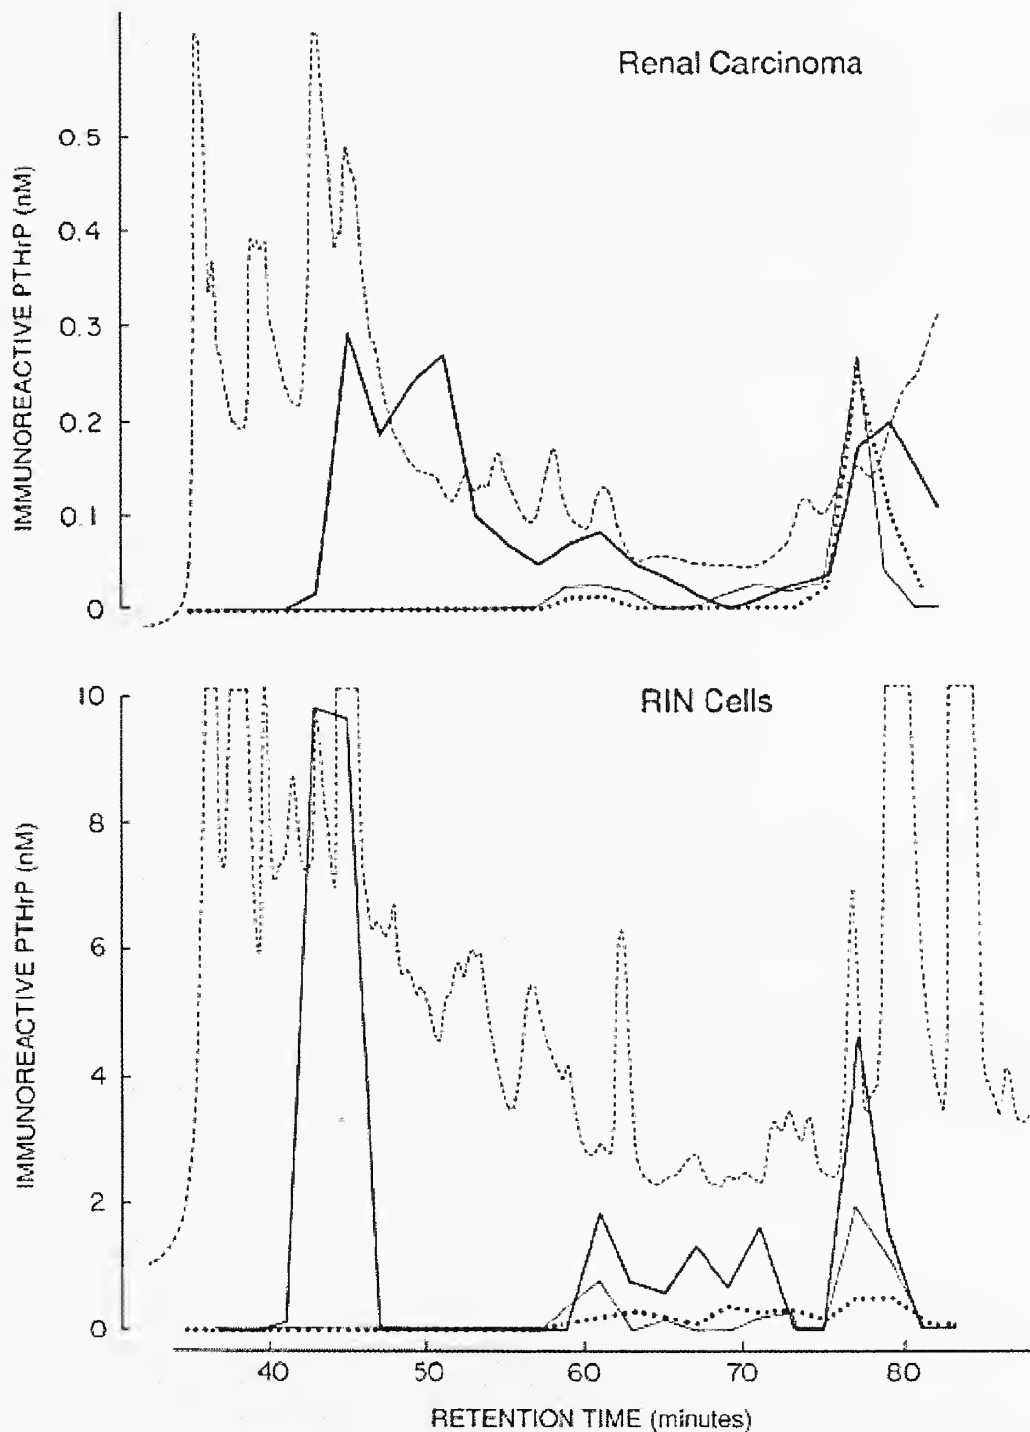 Renal Carcinoma
IMMUNOREACTIVE PTHrP (nM)
0.5
0.4
0.3
0.2
0.1
0
RIN Cells
IMMUNOREACTIVE PTHrP (nM)
10
8
6
4
2
0
40 50 60 70 80
RETENTION TIME (minutes)